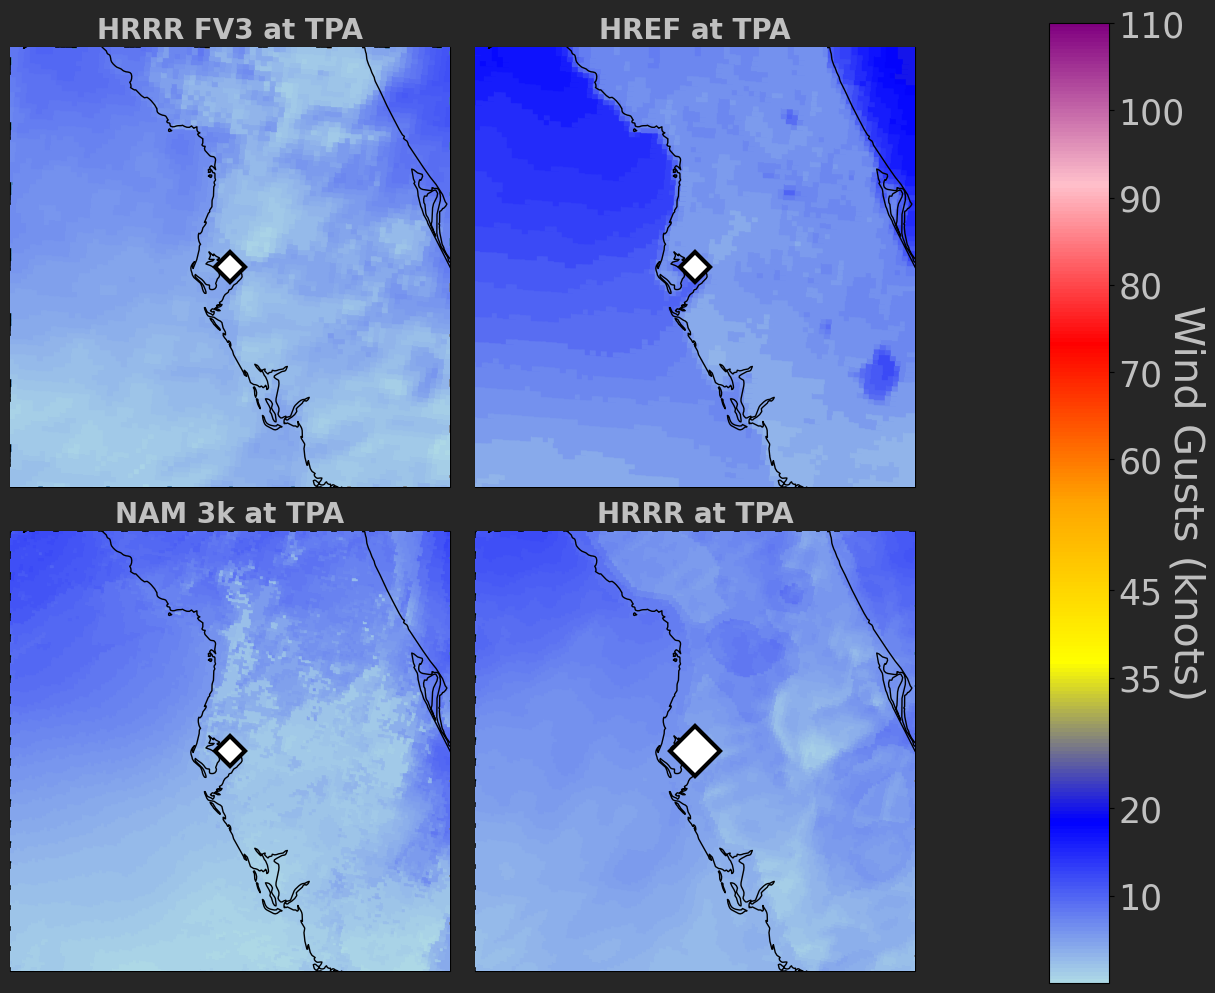 HRRR FV3 at TPA
HREF at TPA
NAM 3k at TPA
HRRR at TPA
110
100
90
80
70
60
45
35
20
10
Wind Gusts (knots)